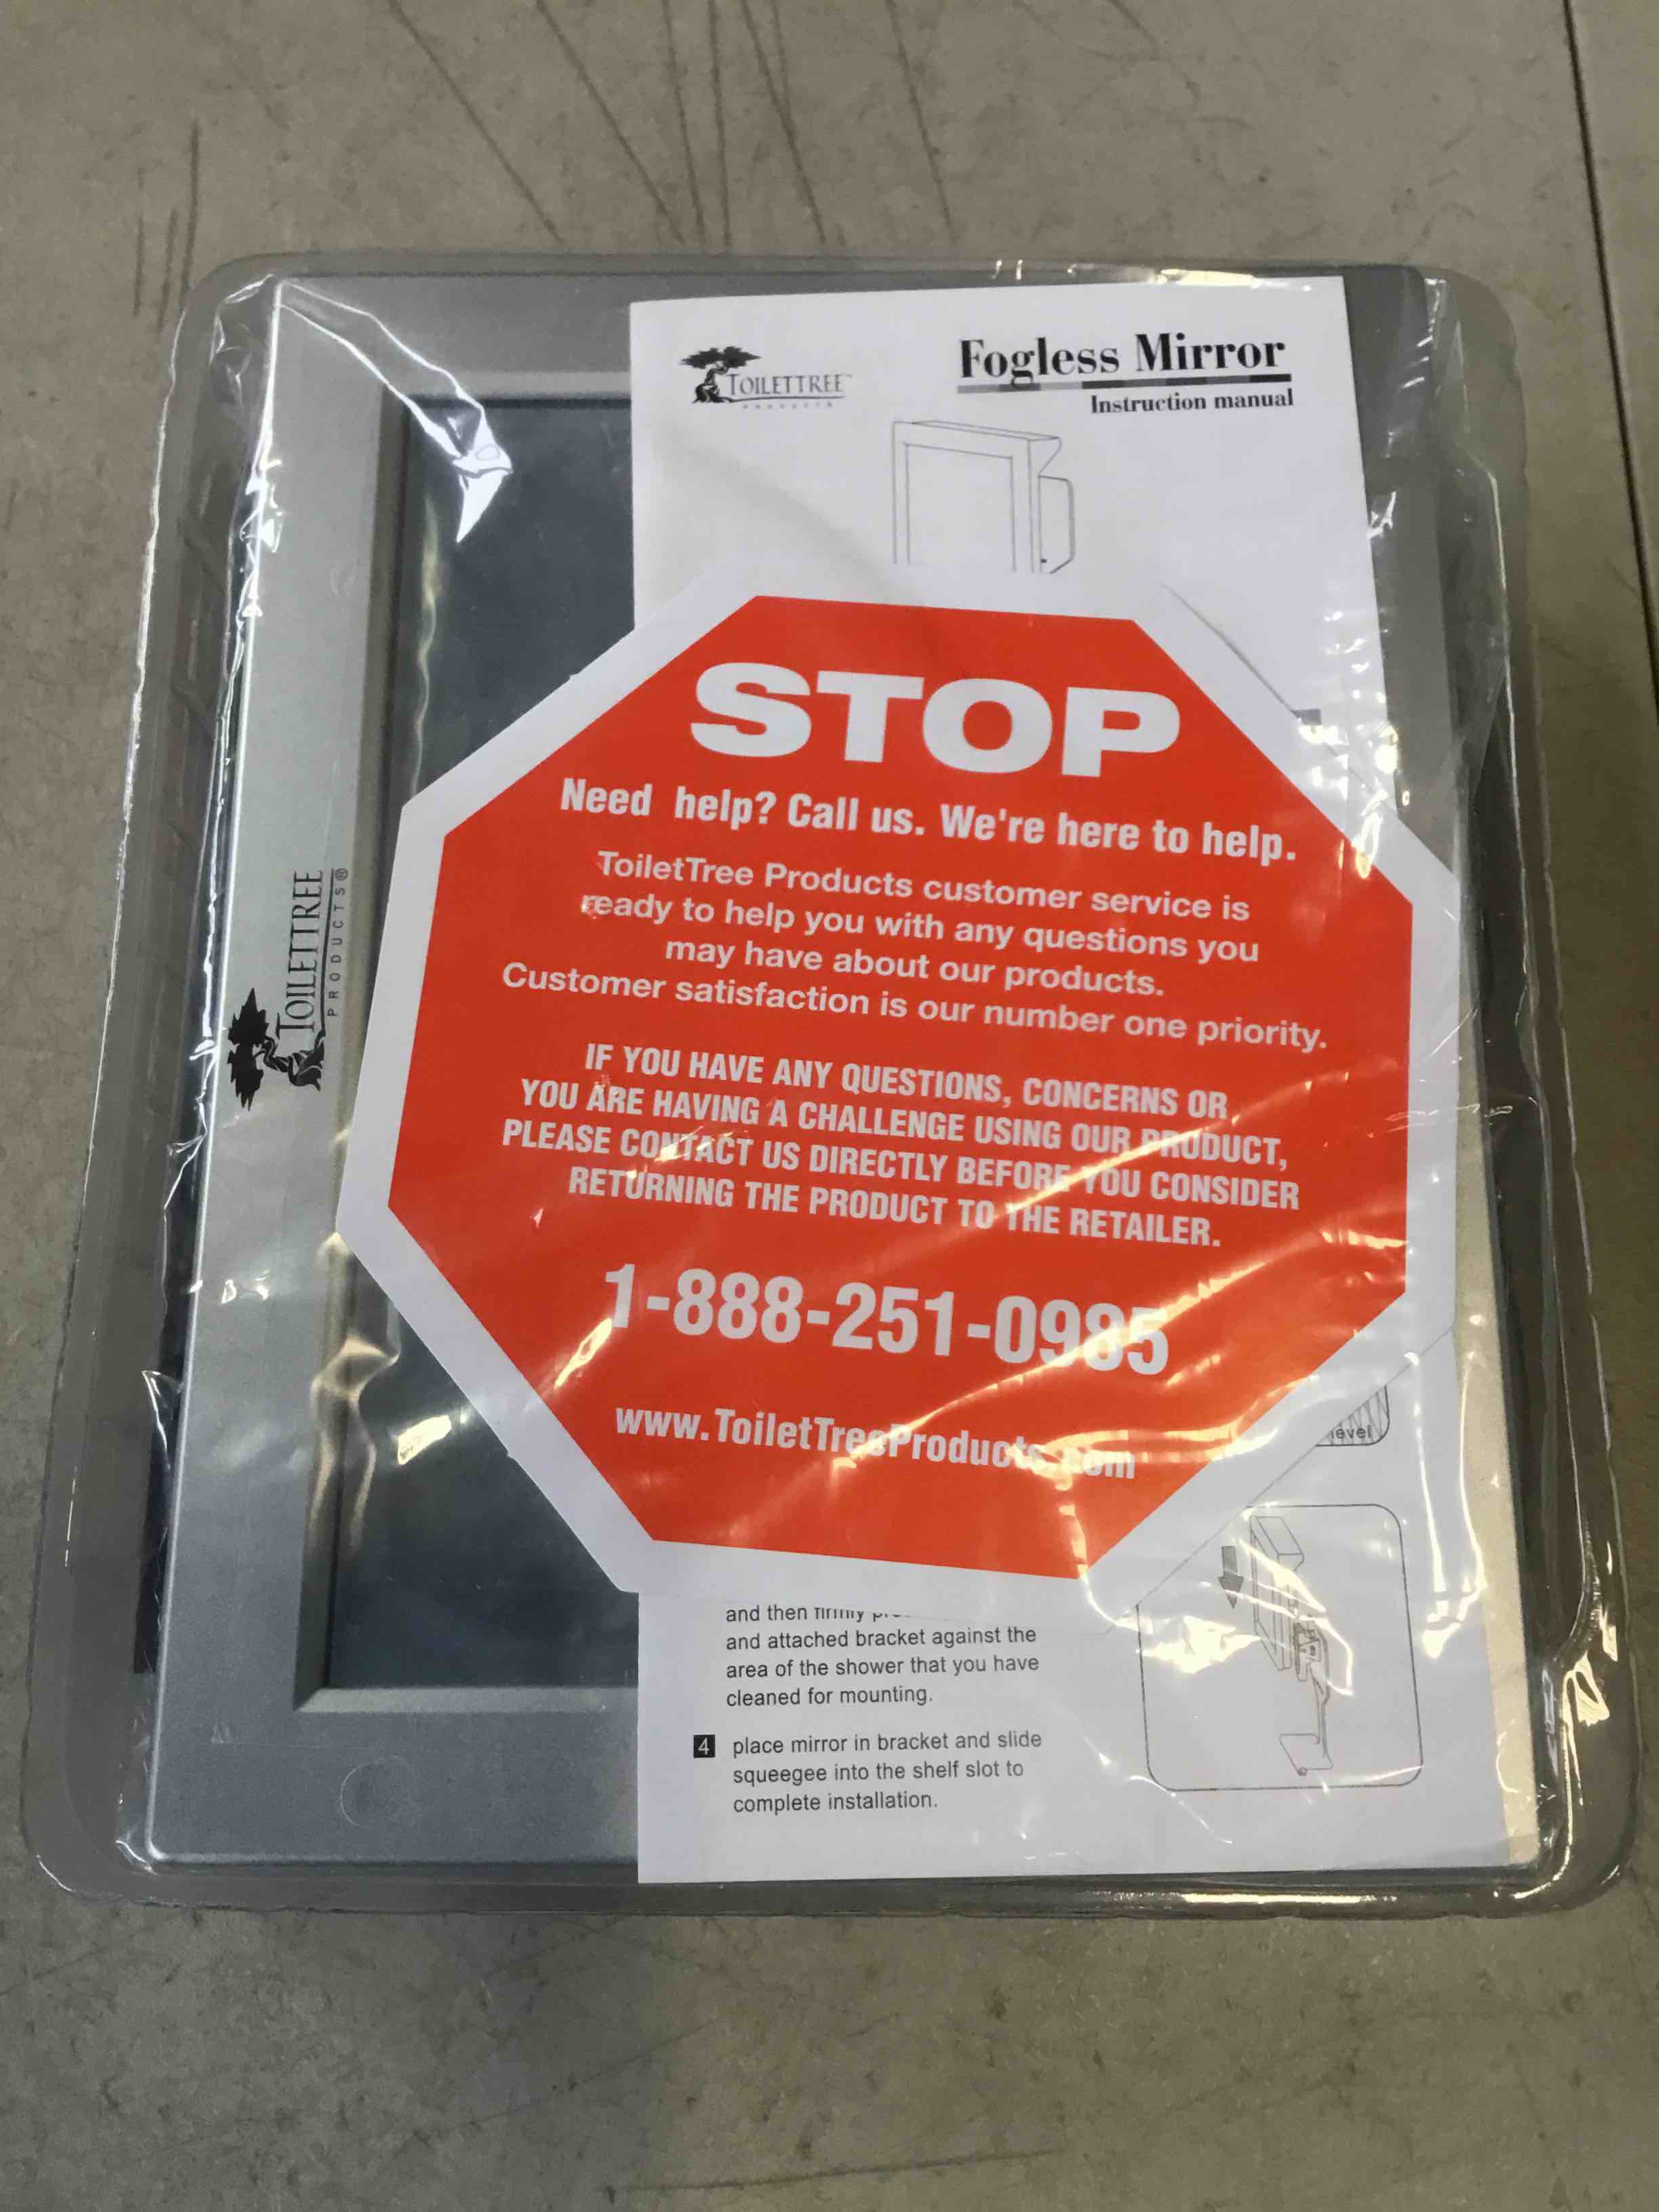 TOILETTREE™
PRODUCTS
Fogless Mirror
Instruction manual
STOP
Need help? Call us. We're here to help.
ToiletTree Products customer service is
ready to help you with any questions you
may have about our products.
Customer satisfaction is our number one priority.
IF YOU HAVE ANY QUESTIONS, CONCERNS OR
YOU ARE HAVING A CHALLENGE USING OUR PRODUCT,
PLEASE CONTACT US DIRECTLY BEFORE YOU CONSIDER
RETURNING THE PRODUCT TO THE RETAILER.
1-888-251-0985
www.ToiletTreeProducts.com
TOILETTREE
PRODUCTS®
level
and then firmly
and attached bracket against the
area of the shower that you have
cleaned for mounting.
4 place mirror in bracket and slide
squeegee into the shelf slot to
complete installation.